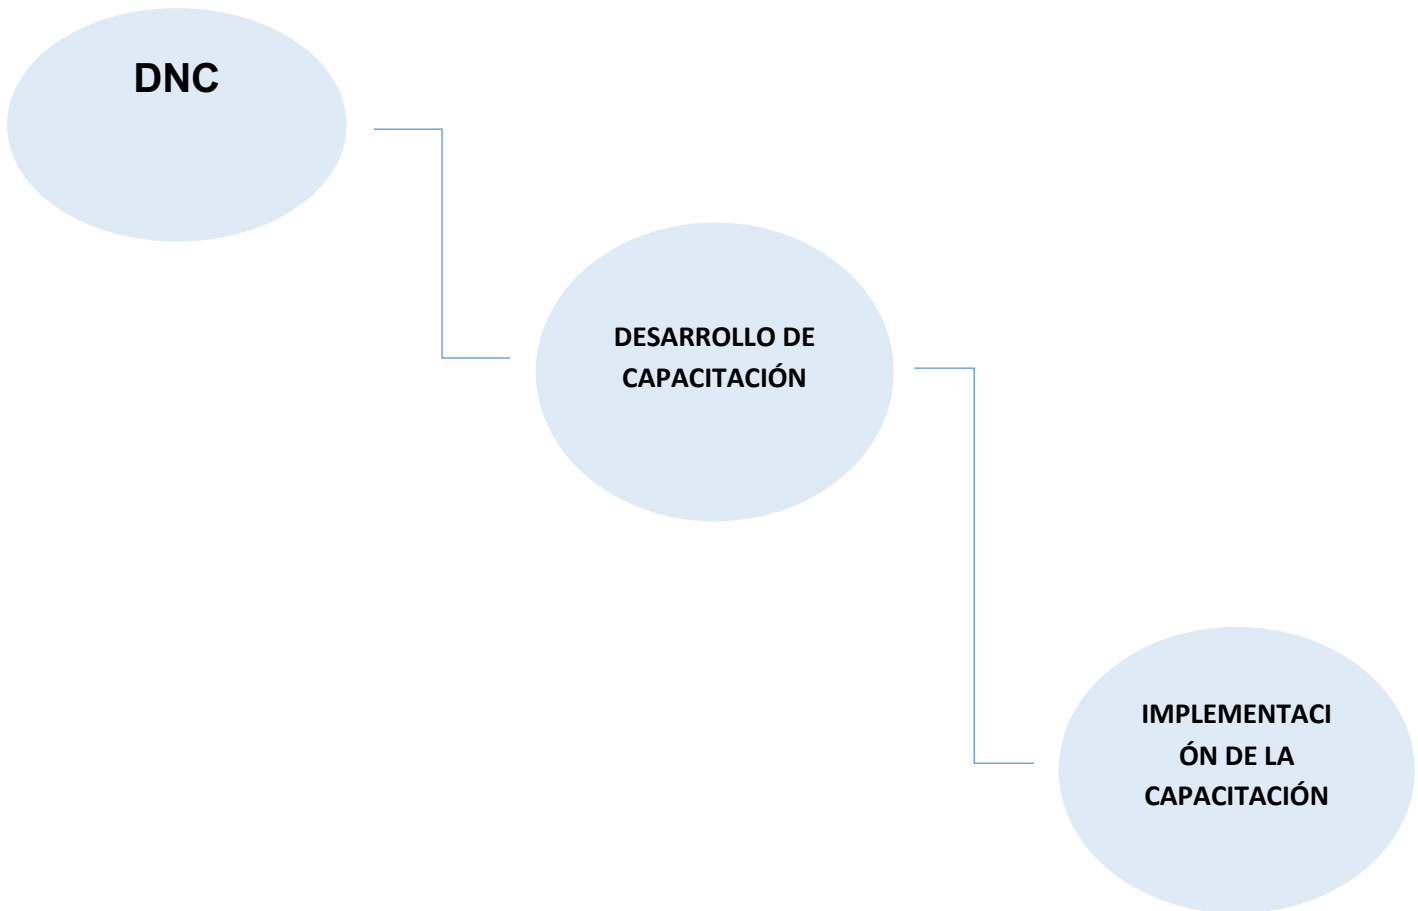 DNC
DESARROLLO DE
CAPACITACIÓN
IMPLEMENTACI
ÓN DE LA
CAPACITACIÓN